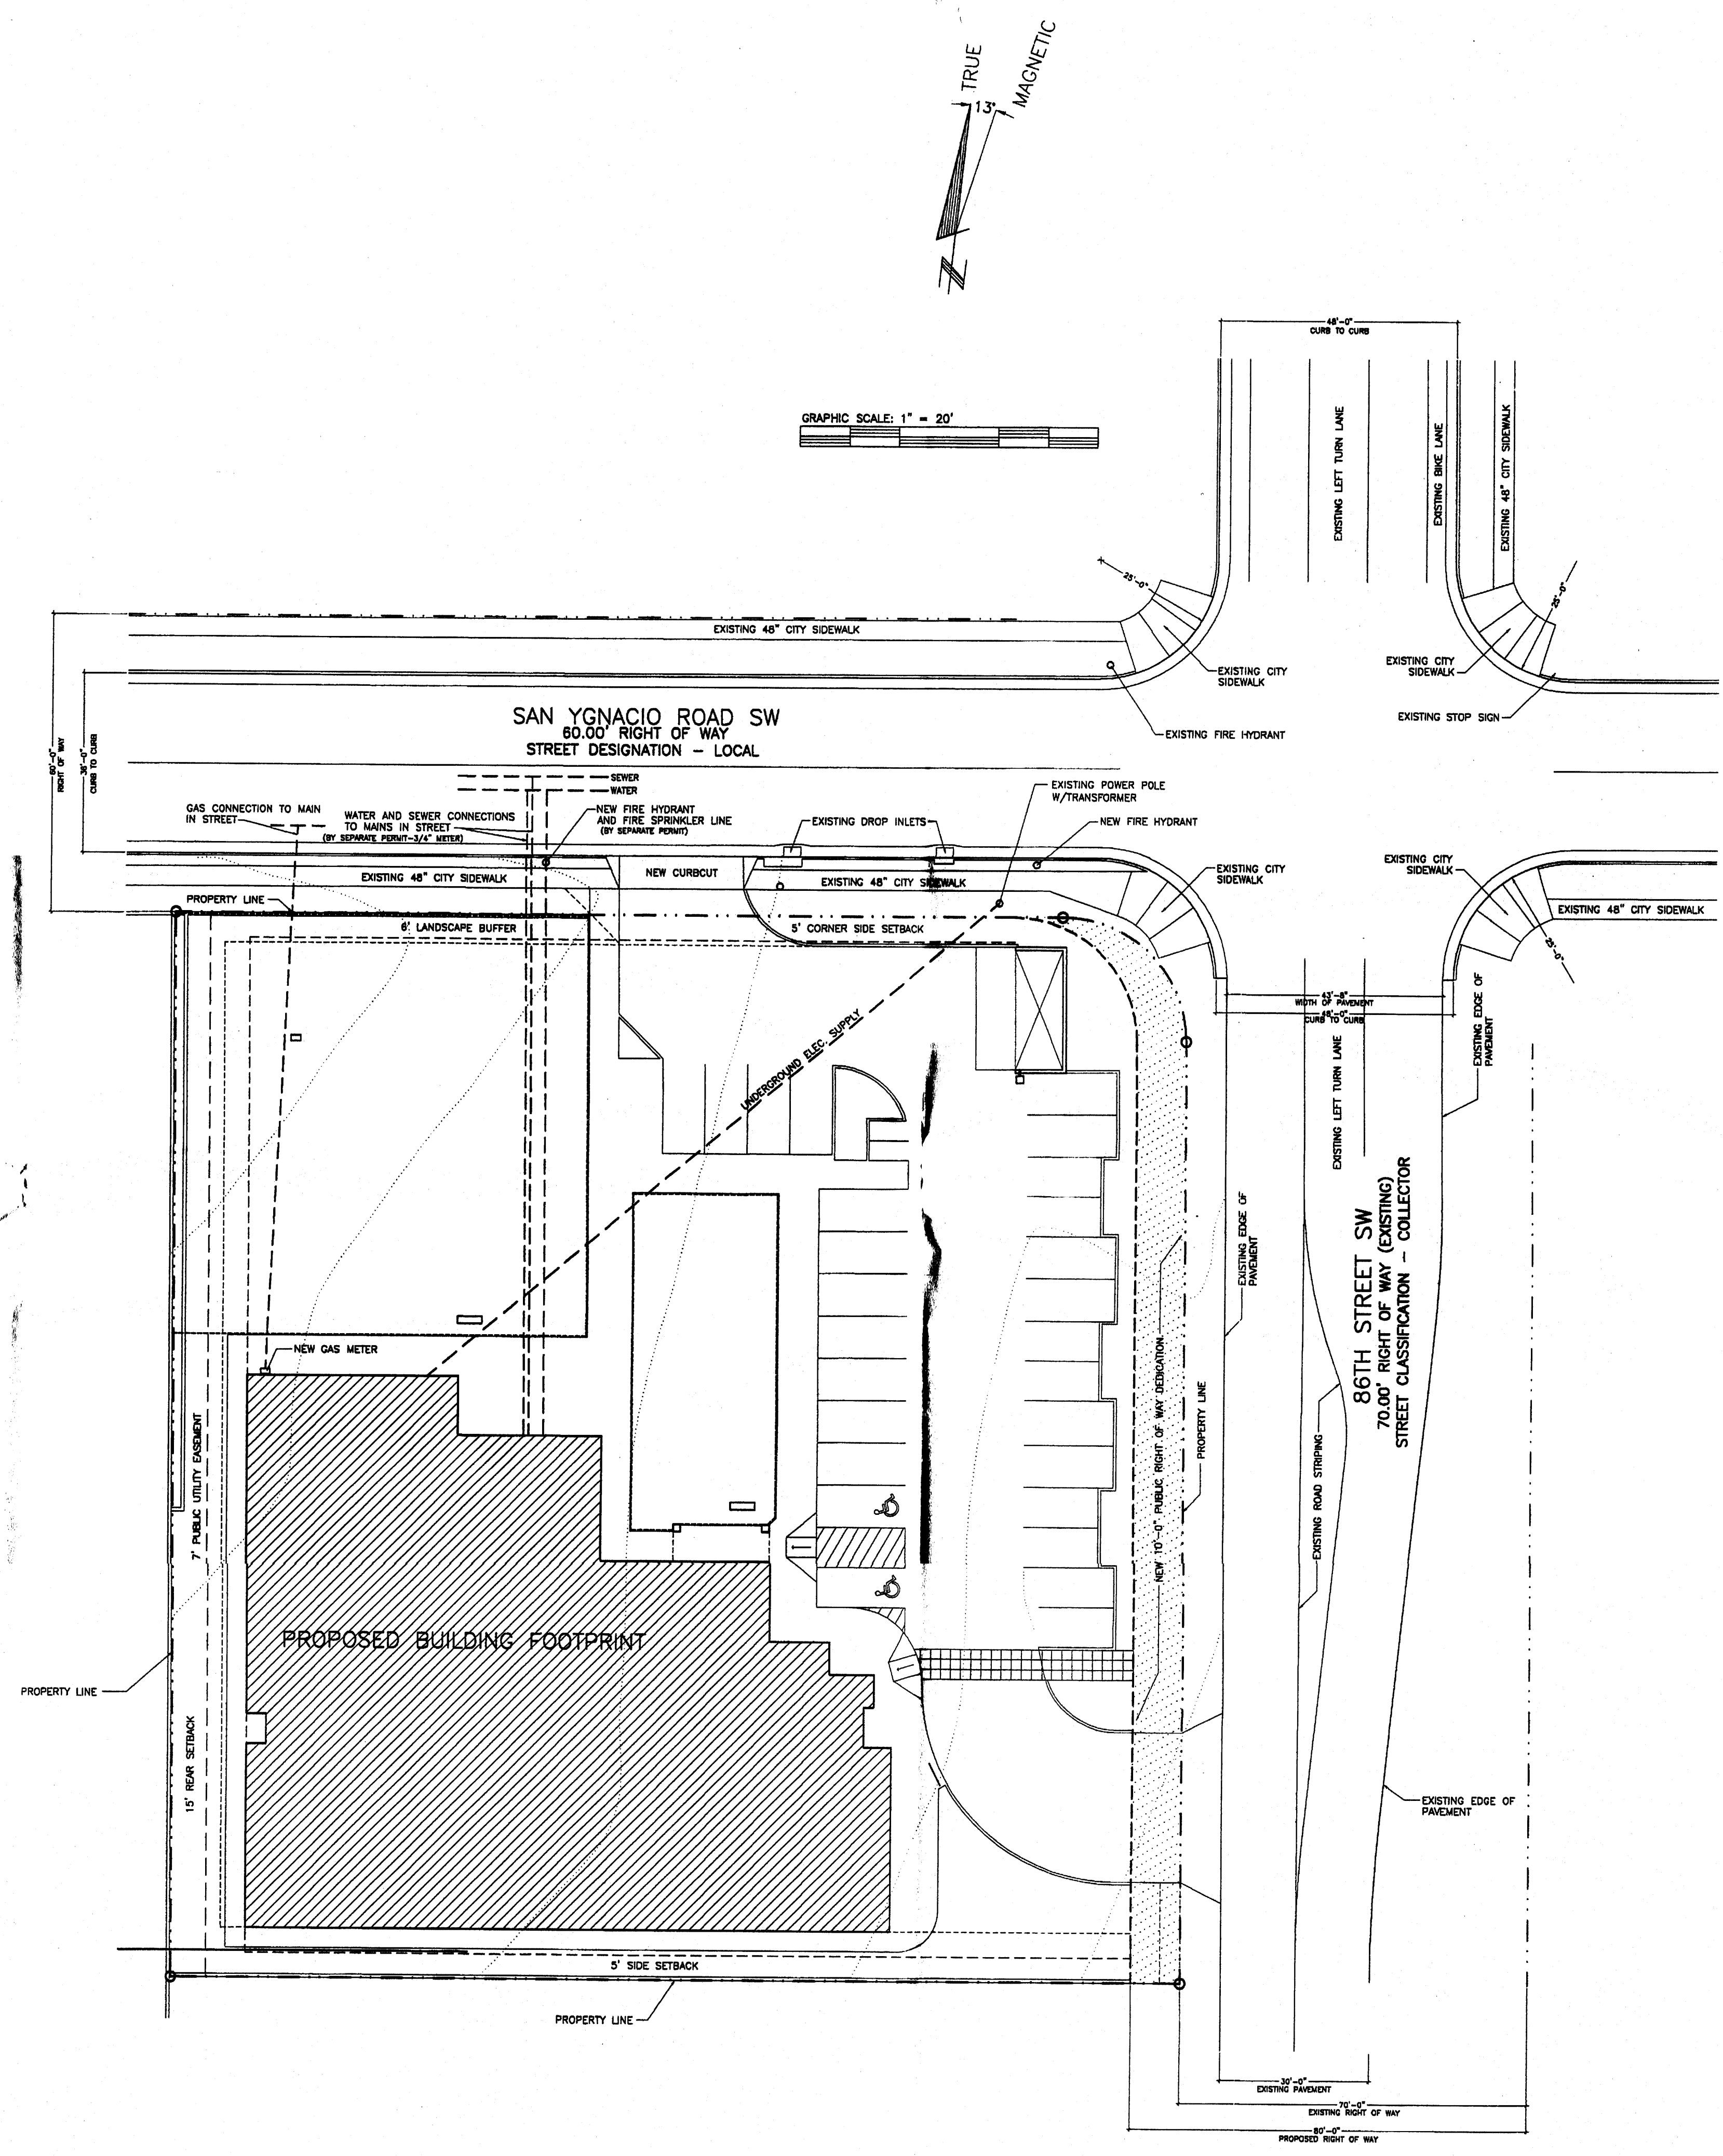 TRUE
MAGNETIC
13°
N
48'-0"
CURB TO CURB
GRAPHIC SCALE: 1" = 20'
EXISTING LEFT TURN LANE
EXISTING BIKE LANE
EXISTING 48" CITY SIDEWALK
25'-0"
25'-0"
EXISTING 48" CITY SIDEWALK
EXISTING CITY
SIDEWALK
EXISTING CITY
SIDEWALK
EXISTING STOP SIGN
EXISTING FIRE HYDRANT
SAN YGNACIO ROAD SW
60.00' RIGHT OF WAY
STREET DESIGNATION - LOCAL
60'-0"
RIGHT OF WAY
36'-0"
CURB TO CURB
SEWER
WATER
GAS CONNECTION TO MAIN
IN STREET
WATER AND SEWER CONNECTIONS
TO MAINS IN STREET
(BY SEPARATE PERMIT-3/4" METER)
NEW FIRE HYDRANT
AND FIRE SPRINKLER LINE
(BY SEPARATE PERMIT)
EXISTING DROP INLETS
EXISTING POWER POLE
W/TRANSFORMER
NEW FIRE HYDRANT
EXISTING CITY
SIDEWALK
EXISTING CITY
SIDEWALK
EXISTING 48" CITY SIDEWALK
NEW CURBCUT
EXISTING 48" CITY SIDEWALK
EXISTING 48" CITY SIDEWALK
25'-0"
PROPERTY LINE
6' LANDSCAPE BUFFER
5' CORNER SIDE SETBACK
43'-8"
WIDTH OF PAVEMENT
48'-0"
CURB TO CURB
EXISTING EDGE OF
PAVEMENT
EXISTING LEFT TURN LANE
UNDERGROUND ELEC. SUPPLY
EXISTING EDGE OF
PAVEMENT
86TH STREET SW
70.00' RIGHT OF WAY (EXISTING)
STREET CLASSIFICATION - COLLECTOR
NEW GAS METER
NEW 10'-0" PUBLIC RIGHT OF WAY DEDICATION
PROPERTY LINE
EXISTING ROAD STRIPING
7' PUBLIC UTILITY EASEMENT
PROPOSED BUILDING FOOTPRINT
PROPERTY LINE
15' REAR SETBACK
EXISTING EDGE OF
PAVEMENT
5' SIDE SETBACK
PROPERTY LINE
30'-0"
EXISTING PAVEMENT
70'-0"
EXISTING RIGHT OF WAY
80'-0"
PROPOSED RIGHT OF WAY